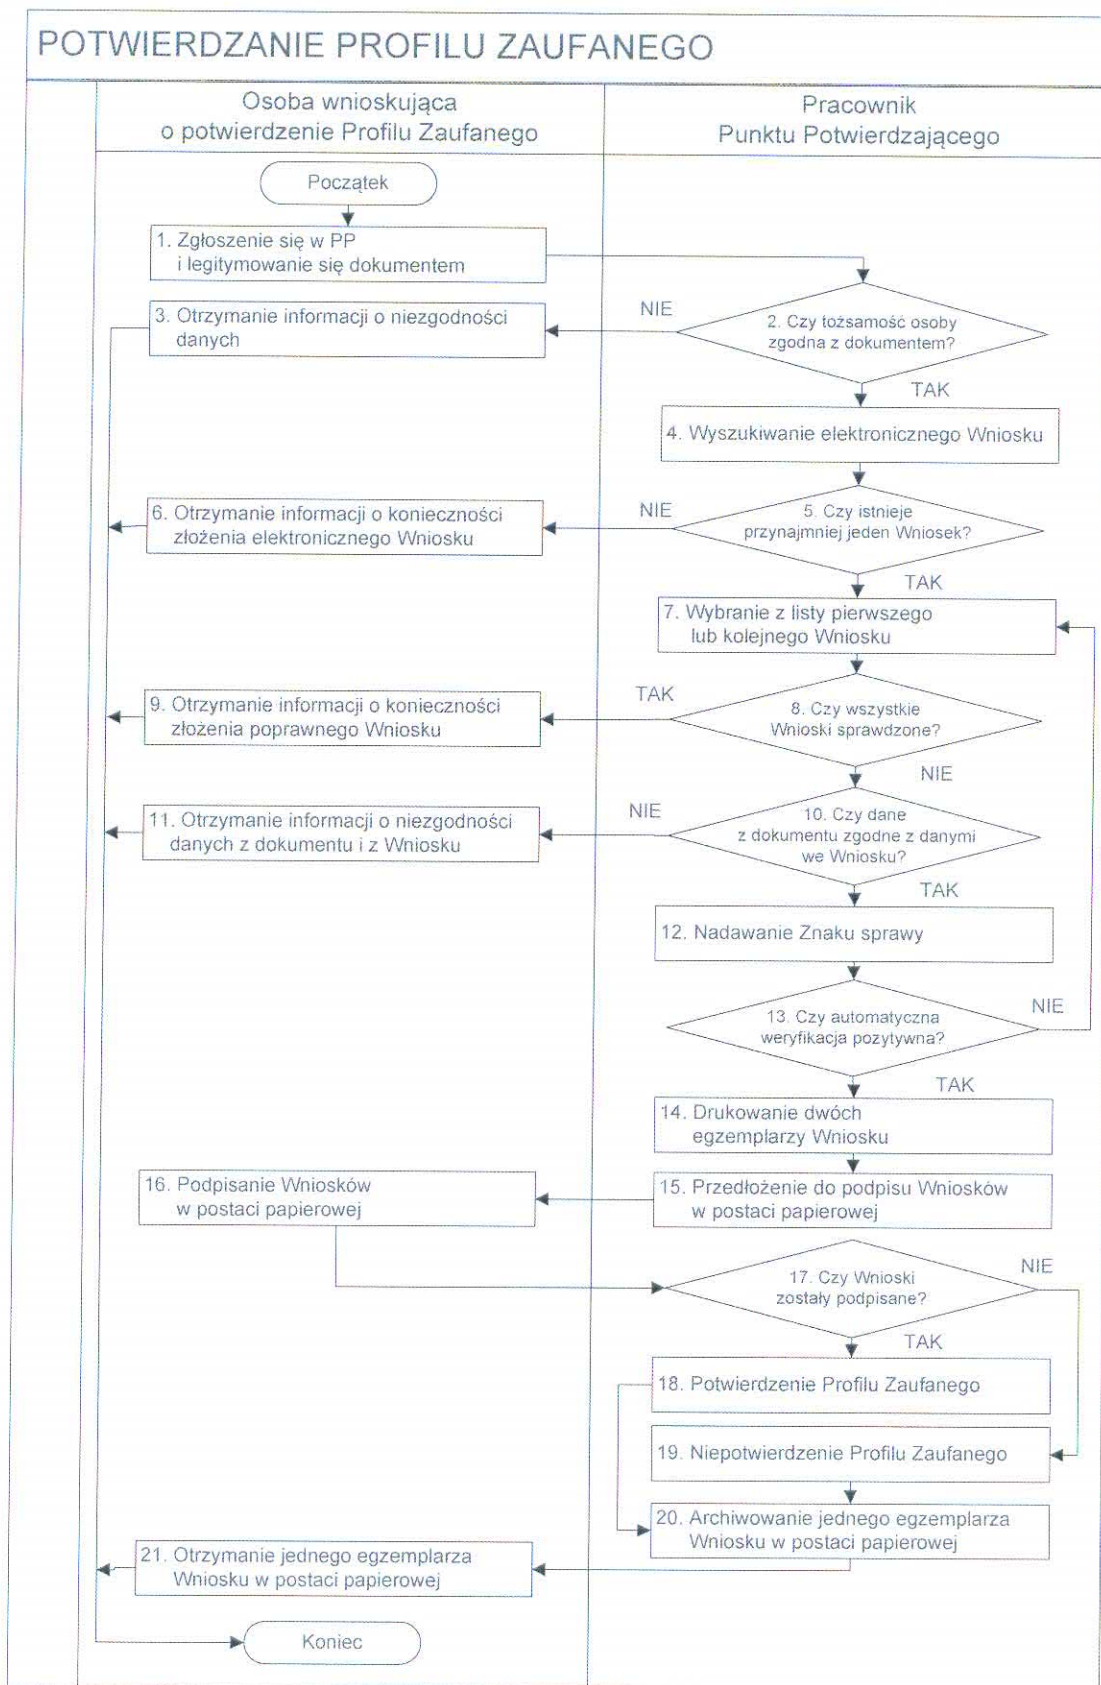 POTWIERDZANIE PROFILU ZAUFANEGO
Osoba wnioskująca
o potwierdzenie Profilu Zaufanego
Pracownik
Punktu Potwierdzającego
Początek
1. Zgłoszenie się w PP
i legitymowanie się dokumentem
2. Czy tożsamość osoby
zgodna z dokumentem?
NIE
3. Otrzymanie informacji o niezgodności
danych
TAK
4. Wyszukiwanie elektronicznego Wniosku
5. Czy istnieje
przynajmniej jeden Wniosek?
NIE
6. Otrzymanie informacji o konieczności
złożenia elektronicznego Wniosku
TAK
7. Wybranie z listy pierwszego
lub kolejnego Wniosku
8. Czy wszystkie
Wnioski sprawdzone?
TAK
9. Otrzymanie informacji o konieczności
złożenia poprawnego Wniosku
NIE
10. Czy dane
z dokumentu zgodne z danymi
we Wniosku?
NIE
11. Otrzymanie informacji o niezgodności
danych z dokumentu i z Wniosku
TAK
12. Nadawanie Znaku sprawy
13. Czy automatyczna
weryfikacja pozytywna?
NIE
TAK
14. Drukowanie dwóch
egzemplarzy Wniosku
15. Przedłożenie do podpisu Wniosków
w postaci papierowej
16. Podpisanie Wniosków
w postaci papierowej
17. Czy Wnioski
zostały podpisane?
NIE
TAK
18. Potwierdzenie Profilu Zaufanego
19. Niepotwierdzenie Profilu Zaufanego
20. Archiwowanie jednego egzemplarza
Wniosku w postaci papierowej
21. Otrzymanie jednego egzemplarza
Wniosku w postaci papierowej
Koniec